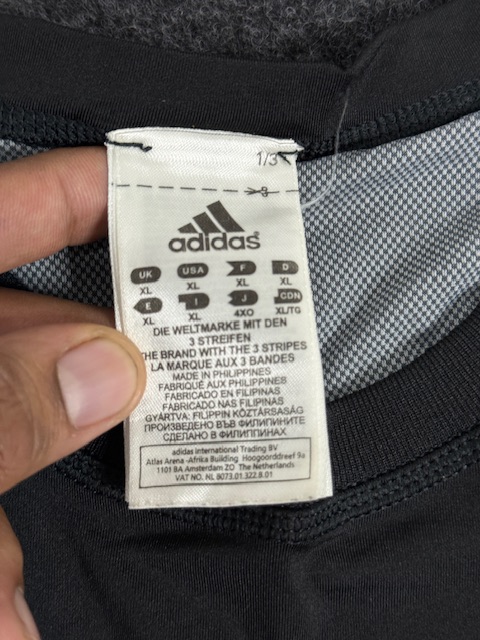 1/3
3
adidas
UK USA F D
XL XL XL XL
E I J CDN
XL XL 4XO XL/TG
DIE WELTMARKE MIT DEN
3 STREIFEN
THE BRAND WITH THE 3 STRIPES
LA MARQUE AUX 3 BANDES
MADE IN PHILIPPINES
FABRIQUÉ AUX PHILIPPINES
FABRICADO EN FILIPINAS
FABRICADO NAS FILIPINAS
GYÁRTVA: FILIPPIN KÖZTÁRSASÁG
ПРОИЗВЕДЕНО ВЪВ ФИЛИПИНИТЕ
СДЕЛАНО В ФИЛИППИНАХ
adidas International Trading BV
Atlas Arena -Afrika Building Hoogoorddreef 9a
1101 BA Amsterdam ZO The Netherlands
VAT NO. NL 8073.01.322.B.01